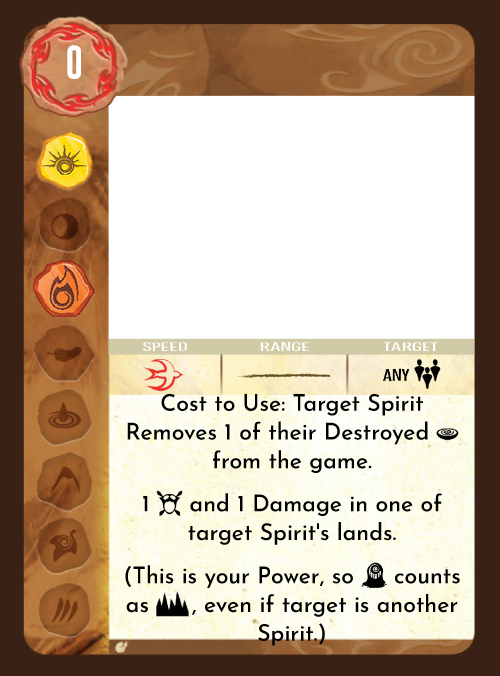 0
SPEED RANGE TARGET
ANY
Cost to Use: Target Spirit
Removes 1 of their Destroyed
from the game.
1 and 1 Damage in one of
target Spirit's lands.
(This is your Power, so counts
as , even if target is another
Spirit.)